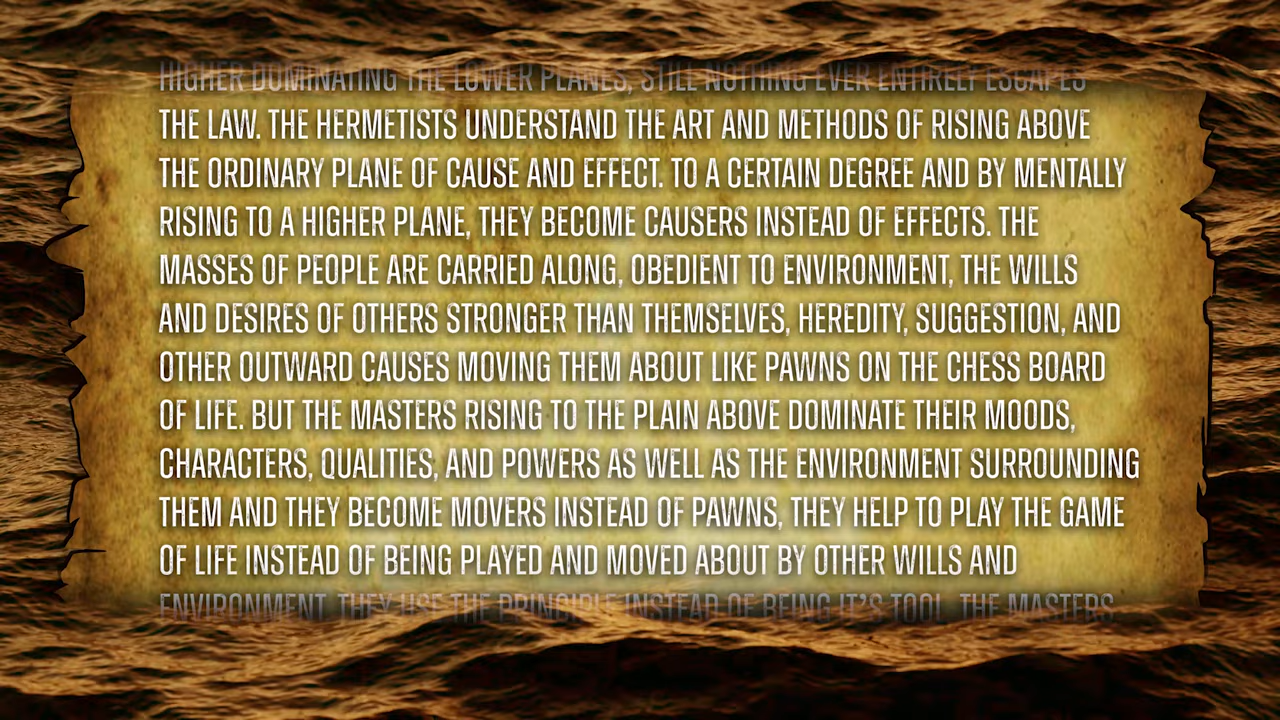 HIGHER DOMINATING THE LOWER PLANES, STILL NOTHING EVER ENTIRELY ESCAPES
THE LAW. THE HERMETISTS UNDERSTAND THE ART AND METHODS OF RISING ABOVE
THE ORDINARY PLANE OF CAUSE AND EFFECT. TO A CERTAIN DEGREE AND BY MENTALLY
RISING TO A HIGHER PLANE, THEY BECOME CAUSERS INSTEAD OF EFFECTS. THE
MASSES OF PEOPLE ARE CARRIED ALONG, OBEDIENT TO ENVIRONMENT, THE WILLS
AND DESIRES OF OTHERS STRONGER THAN THEMSELVES, HEREDITY, SUGGESTION, AND
OTHER OUTWARD CAUSES MOVING THEM ABOUT LIKE PAWNS ON THE CHESS BOARD
OF LIFE. BUT THE MASTERS RISING TO THE PLAIN ABOVE DOMINATE THEIR MOODS,
CHARACTERS, QUALITIES, AND POWERS AS WELL AS THE ENVIRONMENT SURROUNDING
THEM AND THEY BECOME MOVERS INSTEAD OF PAWNS, THEY HELP TO PLAY THE GAME
OF LIFE INSTEAD OF BEING PLAYED AND MOVED ABOUT BY OTHER WILLS AND
ENVIRONMENT. THEY USE THE PRINCIPLE INSTEAD OF BEING IT'S TOOL. THE MASTERS